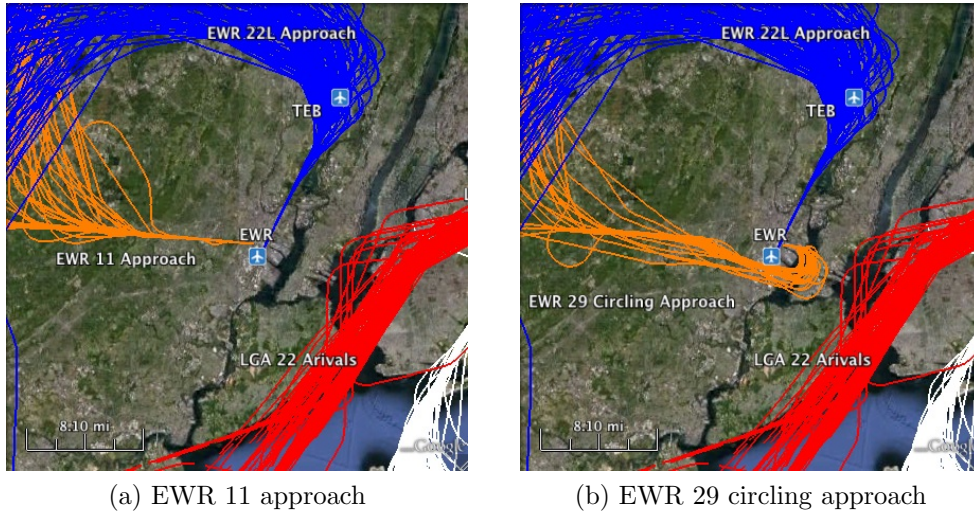 EWR 22L Approach
TEB
EWR
EWR 11 Approach
LGA 22 Arivals
8.10 mi
(a) EWR 11 approach
EWR 22L Approach
TEB
EWR
EWR 29 Circling Approach
LGA 22 Arivals
8.10 mi
(b) EWR 29 circling approach